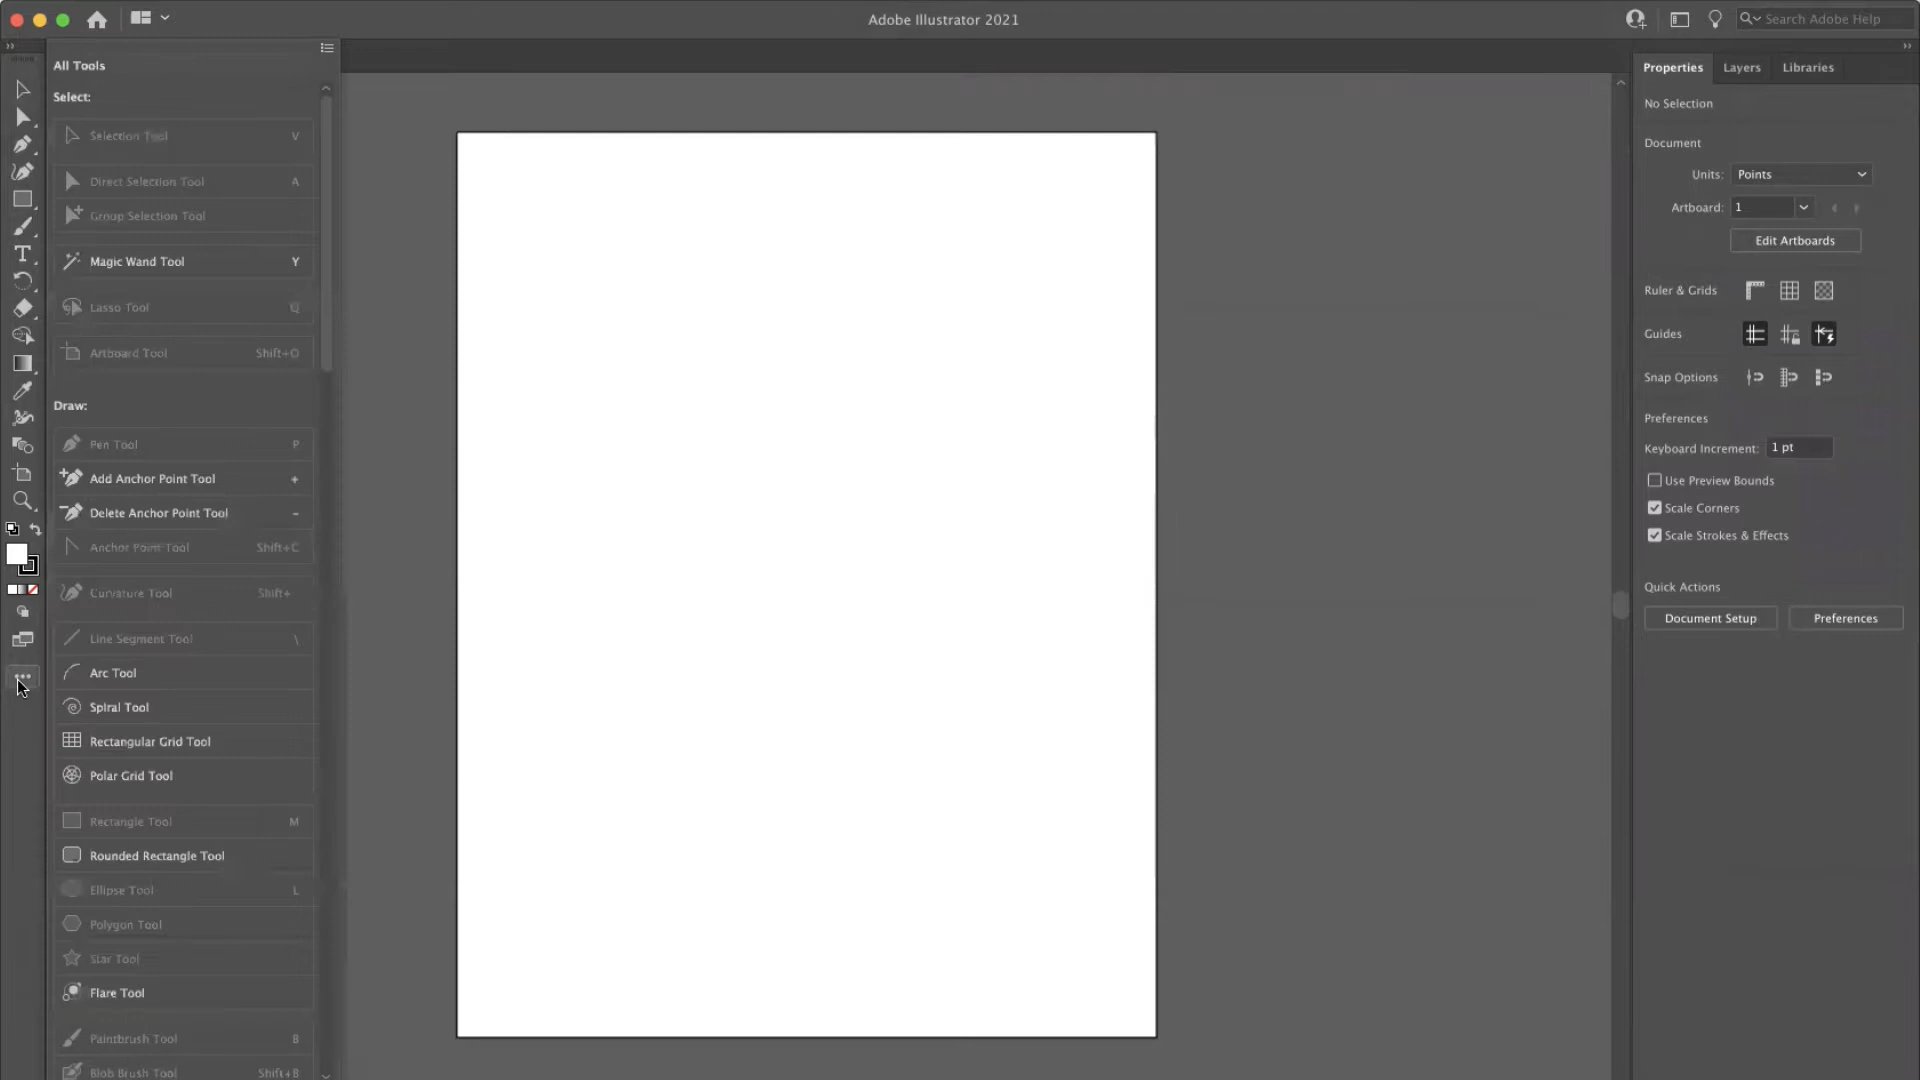 Adobe Illustrator 2021
Search Adobe Help
All Tools
Select:
Selection Tool V
Direct Selection Tool A
Group Selection Tool
Magic Wand Tool Y
Lasso Tool Q
Artboard Tool Shift+O
Draw:
Pen Tool P
Add Anchor Point Tool +
Delete Anchor Point Tool -
Anchor Point Tool Shift+C
Curvature Tool Shift+
Line Segment Tool \
Arc Tool
Spiral Tool
Rectangular Grid Tool
Polar Grid Tool
Rectangle Tool M
Rounded Rectangle Tool
Ellipse Tool L
Polygon Tool
Star Tool
Flare Tool
Paintbrush Tool B
Blob Brush Tool Shift+B
Properties Layers Libraries
No Selection
Document
Units: Points
Artboard: 1
Edit Artboards
Ruler & Grids
Guides
Snap Options
Preferences
Keyboard Increment: 1 pt
Use Preview Bounds
Scale Corners
Scale Strokes & Effects
Quick Actions
Document Setup Preferences